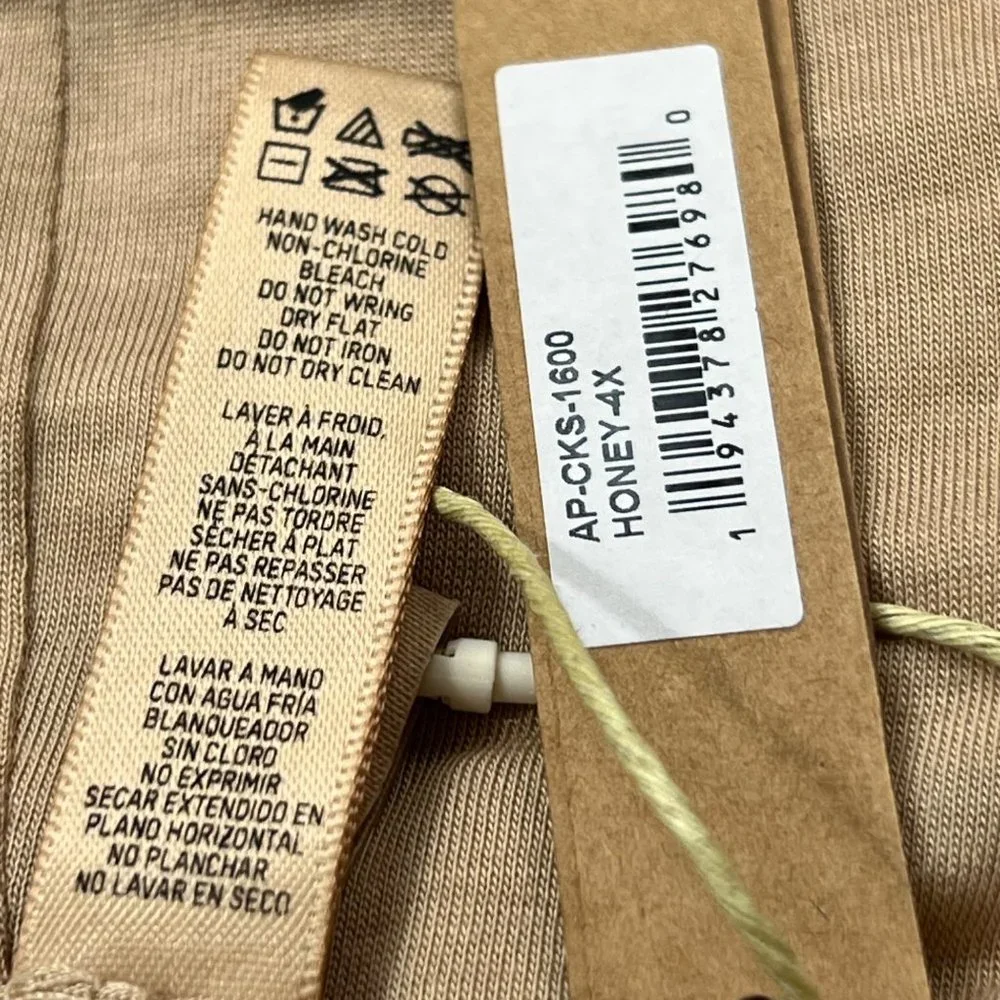 HAND WASH COLD
NON-CHLORINE
BLEACH
DO NOT WRING
DRY FLAT
DO NOT IRON
DO NOT DRY CLEAN
LAVER À FROID,
À LA MAIN
DÉTACHANT
SANS-CHLORINE
NE PAS TORDRE
SÉCHER À PLAT
NE PAS REPASSER
PAS DE NETTOYAGE
À SEC
LAVAR A MANO
CON AGUA FRÍA
BLANQUEADOR
SIN CLORO
NO EXPRIMIR
SECAR EXTENDIDO EN
PLANO HORIZONTAL
NO PLANCHAR
NO LAVAR EN SECO
AP-CKS-1600
HONEY-4X
1 94378 27698 0